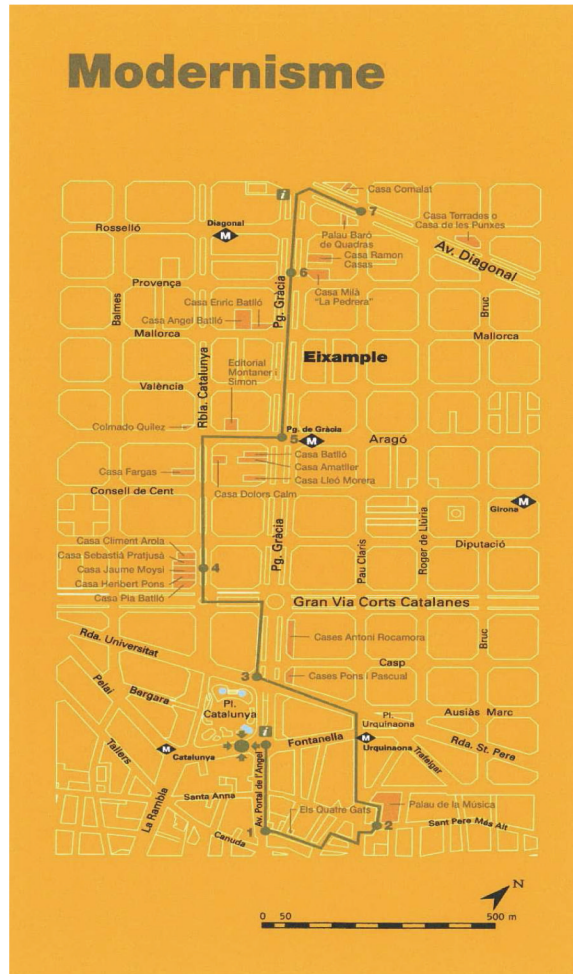 Modernisme
i
Casa Comalat
7
Rosselló
Diagonal
M
Palau Baró
de Quadras
Casa Terrades o
Casa de les Punxes
Av. Diagonal
Casa Ramon
Casas
6
Casa Milà
"La Pedrera"
Provença
Balmes
Pg. Gràcia
Bruc
Casa Enric Batlló
Casa Angel Batlló
Mallorca
Mallorca
Eixample
Editorial
Montaner i
Simon
València
Rbla. Catalunya
Colmado Quílez
Pg. de Gràcia
5
M
Aragó
Casa Batlló
Casa Amatller
Casa Lleó Morera
Casa Fargas
Casa Dolors Calm
Consell de Cent
M
Girona
Pg. Gràcia
Pau Claris
Roger de Llúria
Diputació
Casa Climent Arola
Casa Sebastià Pratjusà
Casa Jaume Moysi
Casa Heribert Pons
Casa Pia Batlló
4
Gran Via Corts Catalanes
Rda. Universitat
Cases Antoni Rocamora
Bruc
Casp
Cases Pons i Pascual
3
Pelai
Bergara
Pl.
Catalunya
Tallers
Pl.
Urquinaona
Ausiàs Marc
Rda. St. Pere
i
Fontanella
M
Urquinaona
Trafalgar
M
Catalunya
La Rambla
Santa Anna
Av. Portal de l'Angel
Els Quatre Gats
Palau de la Música
1
2
Canuda
Sant Pere Más Alt
N
0 50 500 m